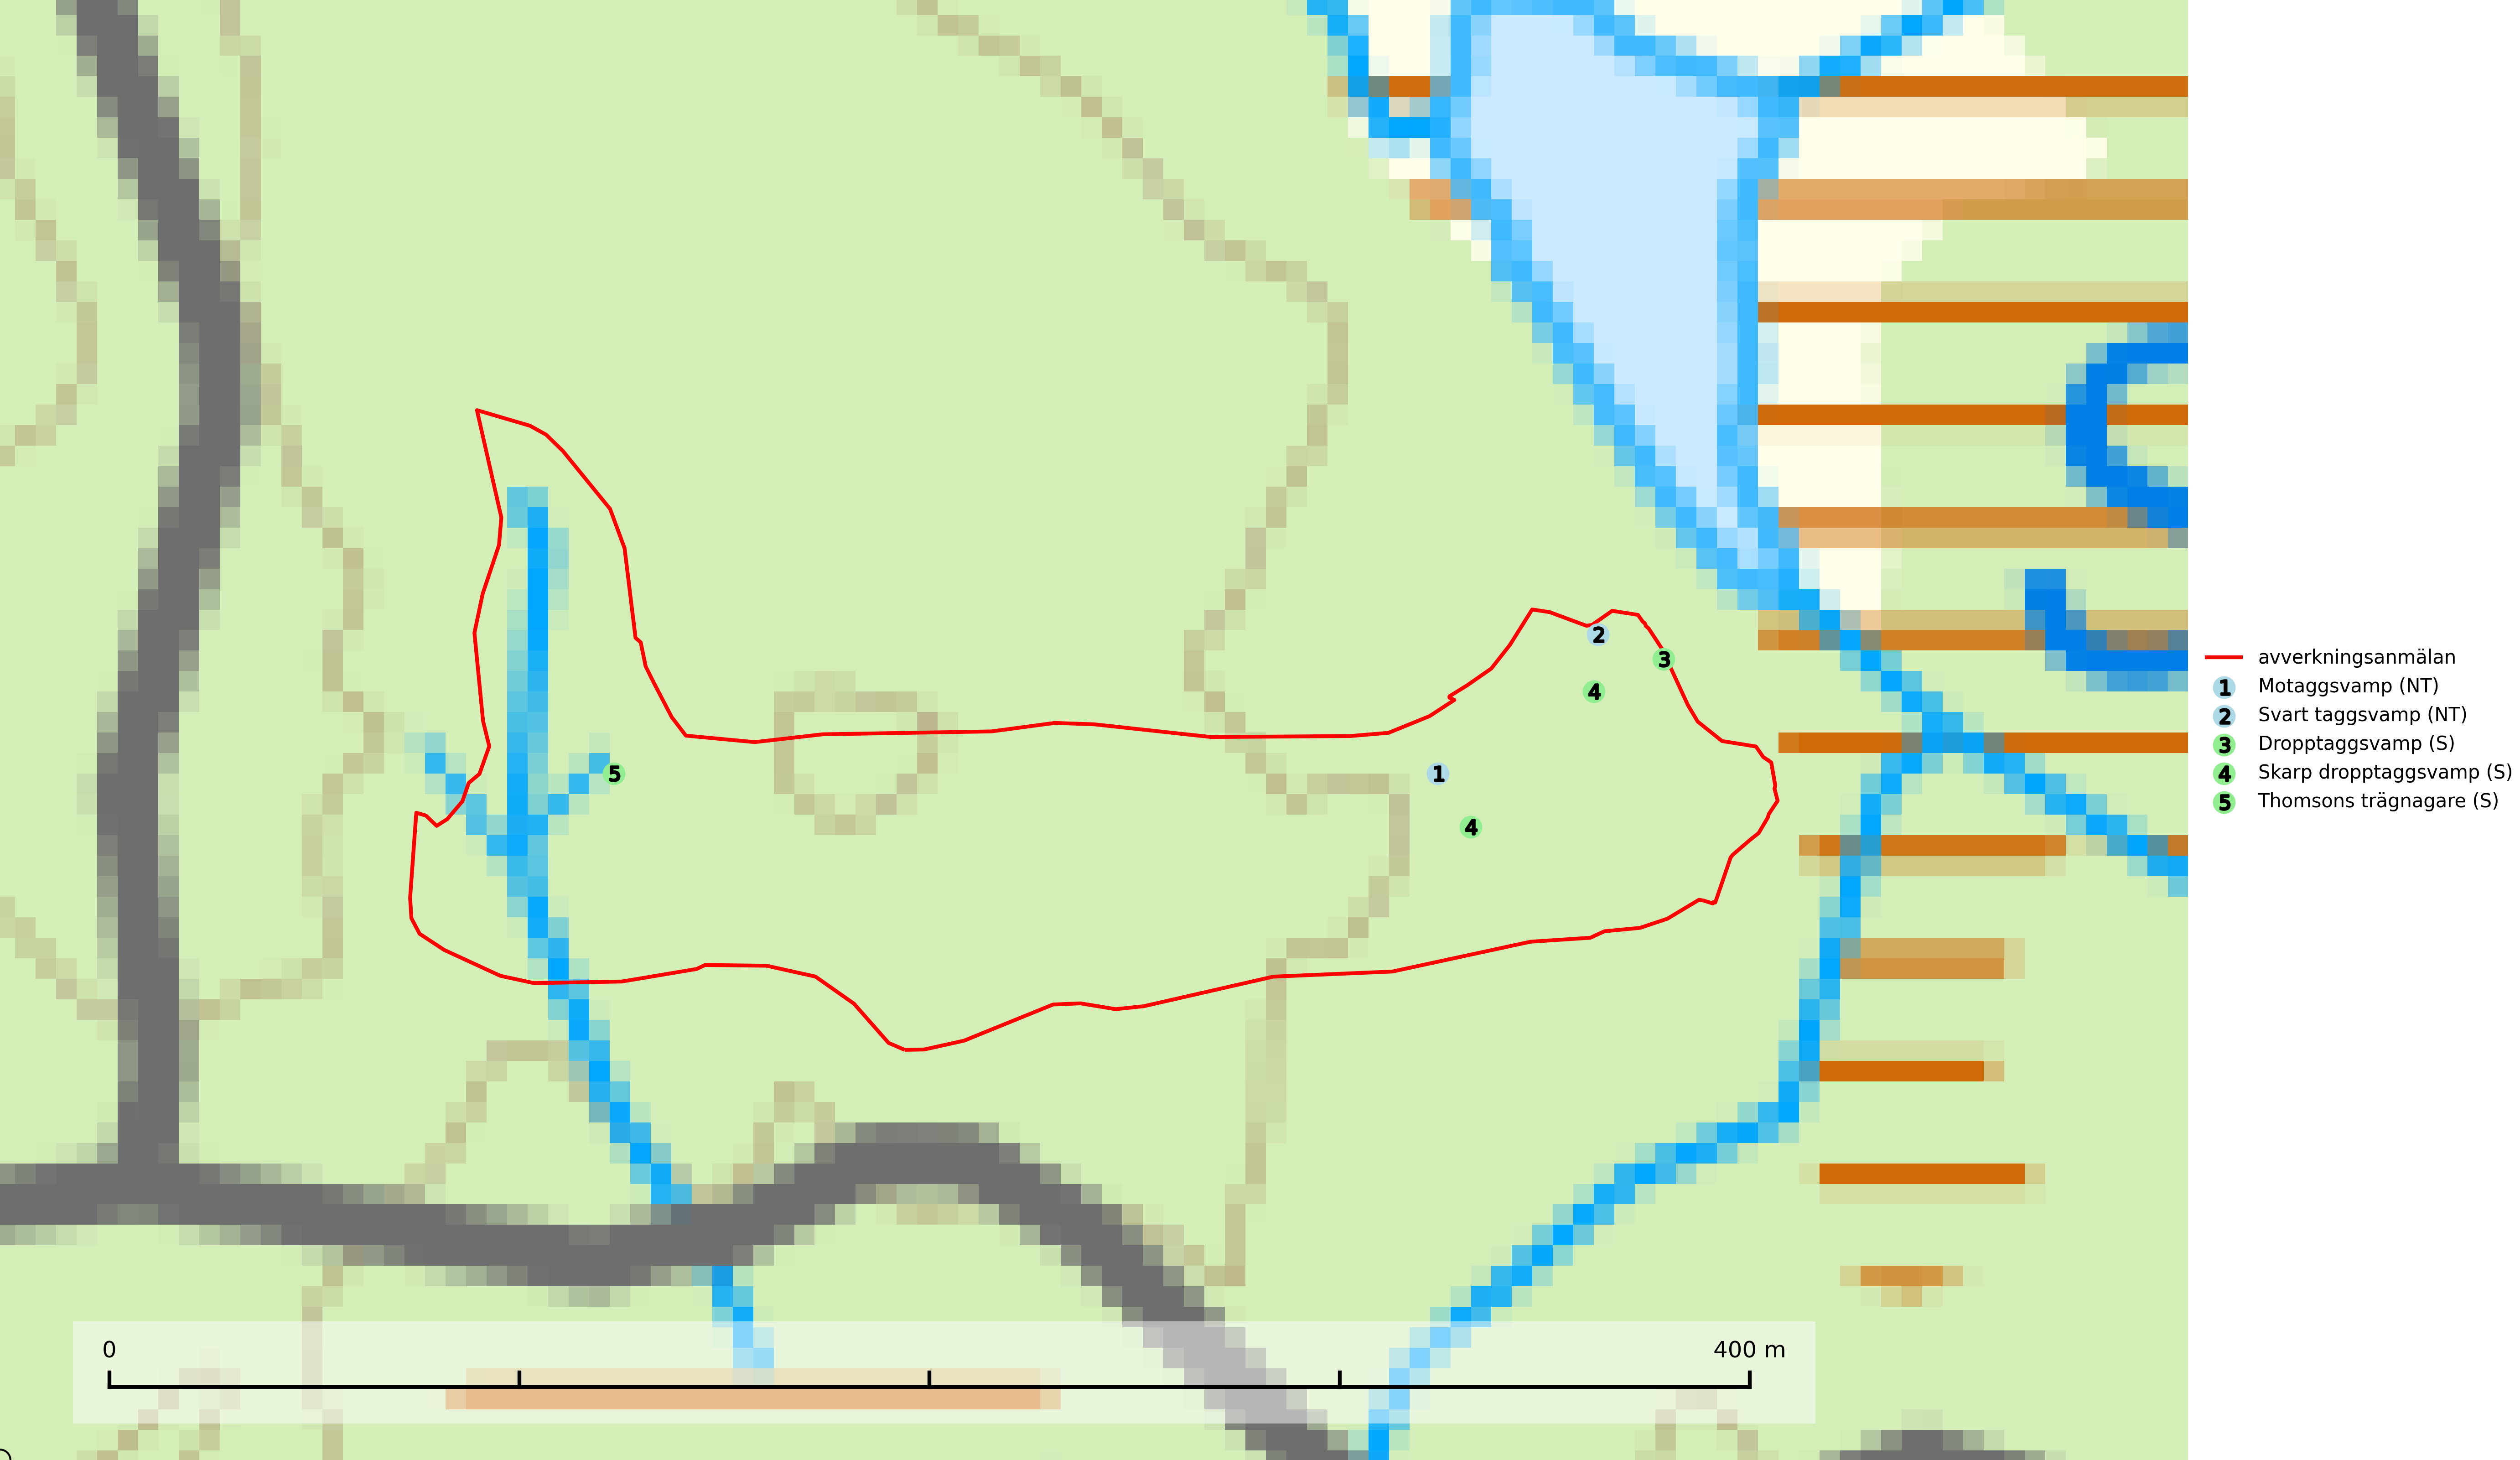 2
3
4
1
5
4
avverkningsanmälan
1 Motaggsvamp (NT)
2 Svart taggsvamp (NT)
3 Dropptaggsvamp (S)
4 Skarp dropptaggsvamp (S)
5 Thomsons trägnagare (S)
0 400 m